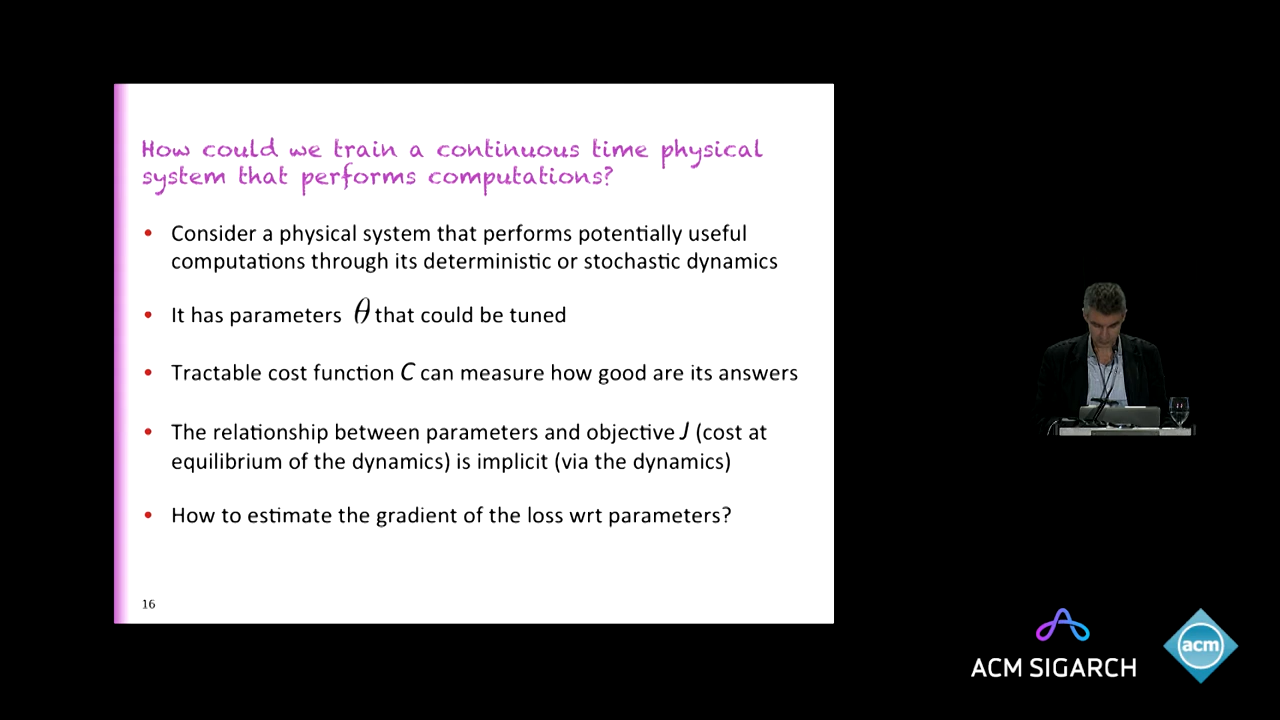 How could we train a continuous time physical
system that performs computations?
• Consider a physical system that performs potentially useful
computations through its deterministic or stochastic dynamics
• It has parameters θ that could be tuned
• Tractable cost function C can measure how good are its answers
• The relationship between parameters and objective J (cost at
equilibrium of the dynamics) is implicit (via the dynamics)
• How to estimate the gradient of the loss wrt parameters?
16
ACM SIGARCH
acm